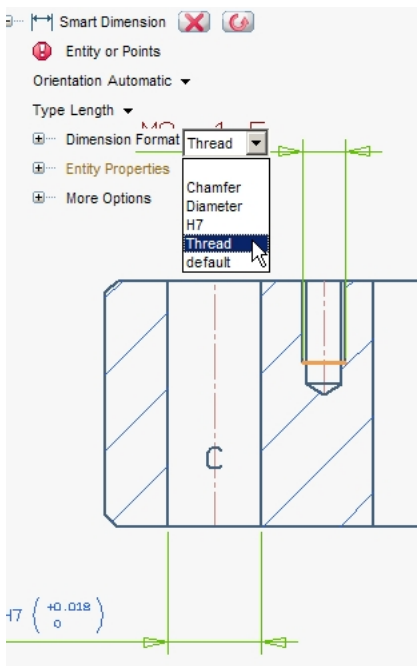 Smart Dimension
Entity or Points
Orientation Automatic
Type Length
Dimension Format Thread
Entity Properties
Chamfer
More Options
Diameter
H7
Thread
default
C
H7 ( +0.018
0 )